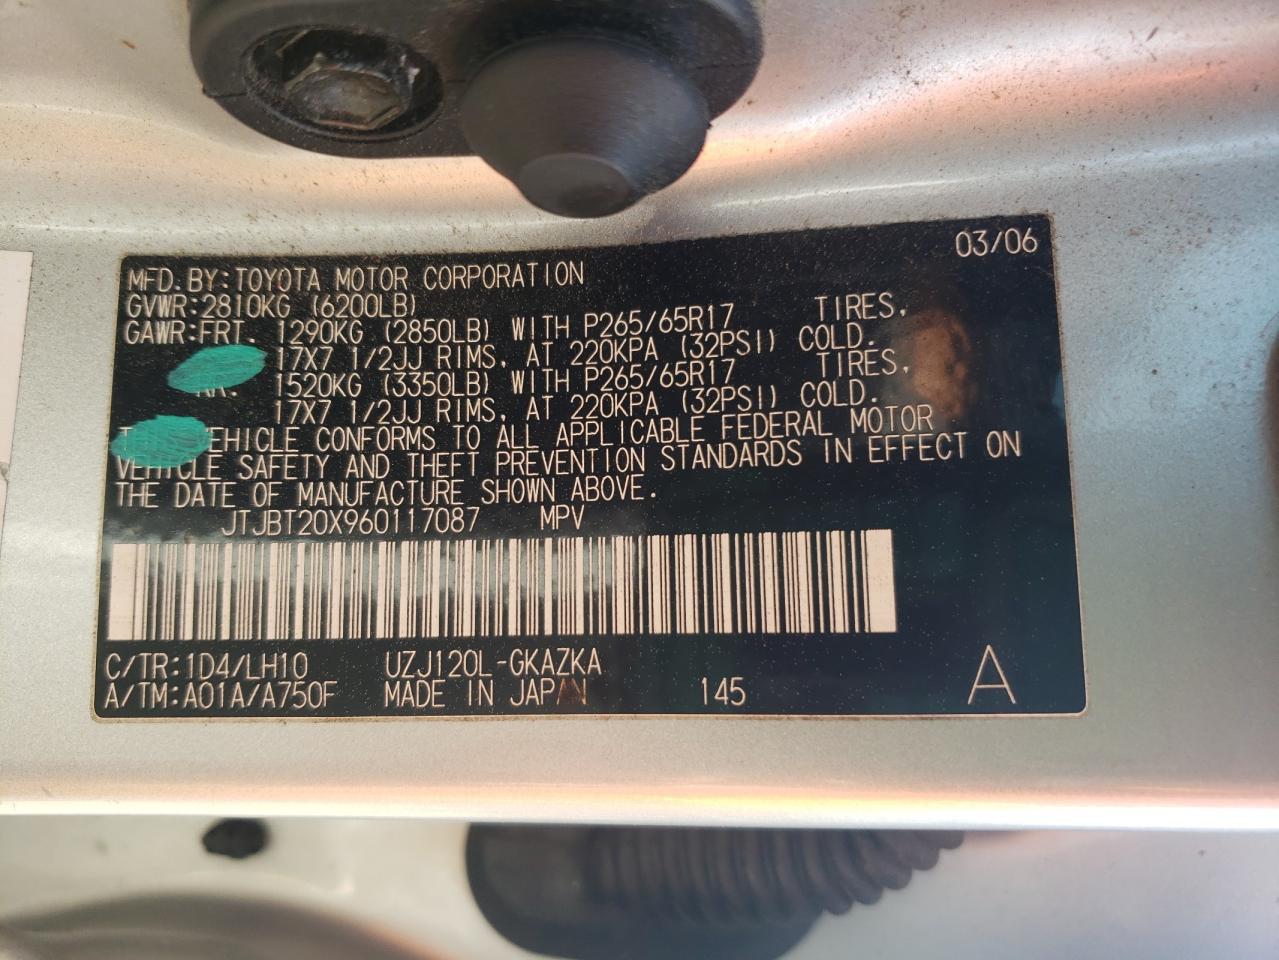 03/06
MFD.BY:TOYOTA MOTOR CORPORATION
GVWR:2810KG (6200LB)
GAWR:FRT. 1290KG (2850LB) WITH P265/65R17 TIRES,
17X7 1/2JJ RIMS, AT 220KPA (32PSI) COLD.
1520KG (3350LB) WITH P265/65R17 TIRES,
17X7 1/2JJ RIMS, AT 220KPA (32PSI) COLD.
VEHICLE CONFORMS TO ALL APPLICABLE FEDERAL MOTOR
VEHICLE SAFETY AND THEFT PREVENTION STANDARDS IN EFFECT ON
THE DATE OF MANUFACTURE SHOWN ABOVE.
JTJBT20X960117087 MPV
C/TR:1D4/LH10 UZJ120L-GKAZKA
A/TM:A01A/A750F MADE IN JAPAN 145 A